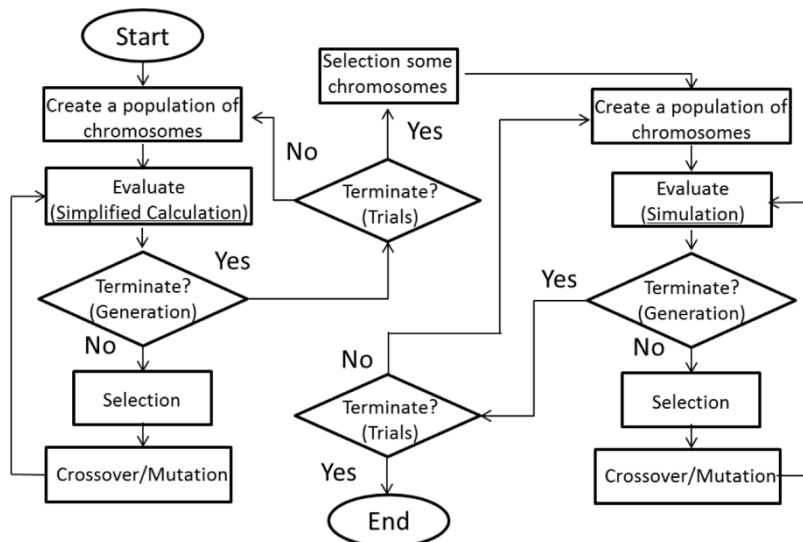 Start
Create a population of
chromosomes
Evaluate
(Simplified Calculation)
Terminate?
(Generation)
Yes
No
Selection
Crossover/Mutation
Terminate?
(Trials)
No
Yes
Selection some
chromosomes
Create a population of
chromosomes
Evaluate
(Simulation)
Terminate?
(Generation)
Yes
No
Selection
Crossover/Mutation
Terminate?
(Trials)
No
Yes
End